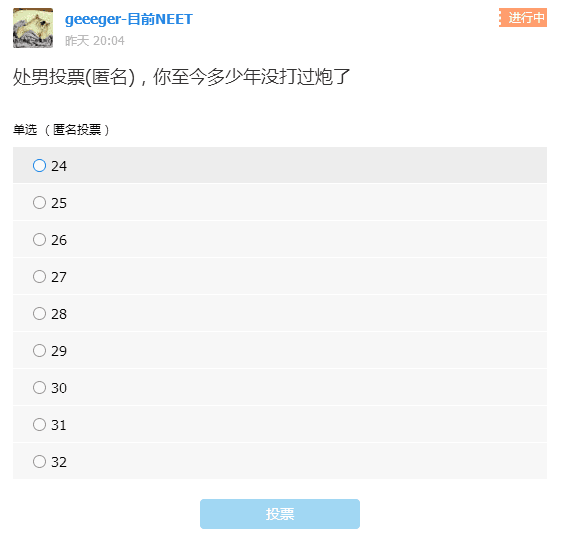 geeeger-目前NEET
进行中
昨天 20:04
处男投票(匿名)，你至今多少年没打过炮了
单选 （ 匿名投票 ）
24
25
26
27
28
29
30
31
32
投票